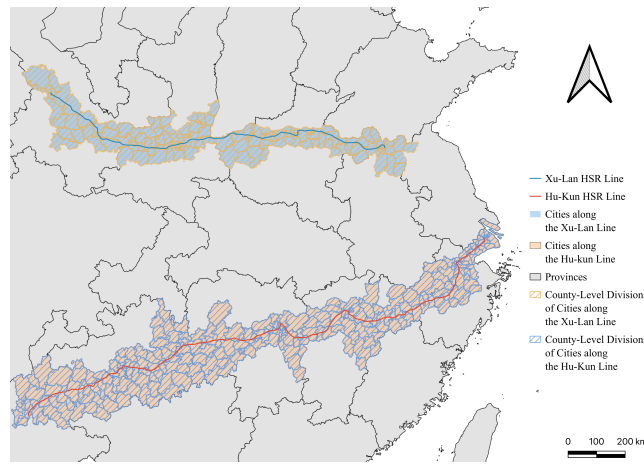 Xu-Lan HSR Line
Hu-Kun HSR Line
Cities along
the Xu-Lan Line
Cities along
the Hu-kun Line
Provinces
County-Level Division
of Cities along
the Xu-Lan Line
County-Level Division
of Cities along
the Hu-Kun Line
0 100 200 km